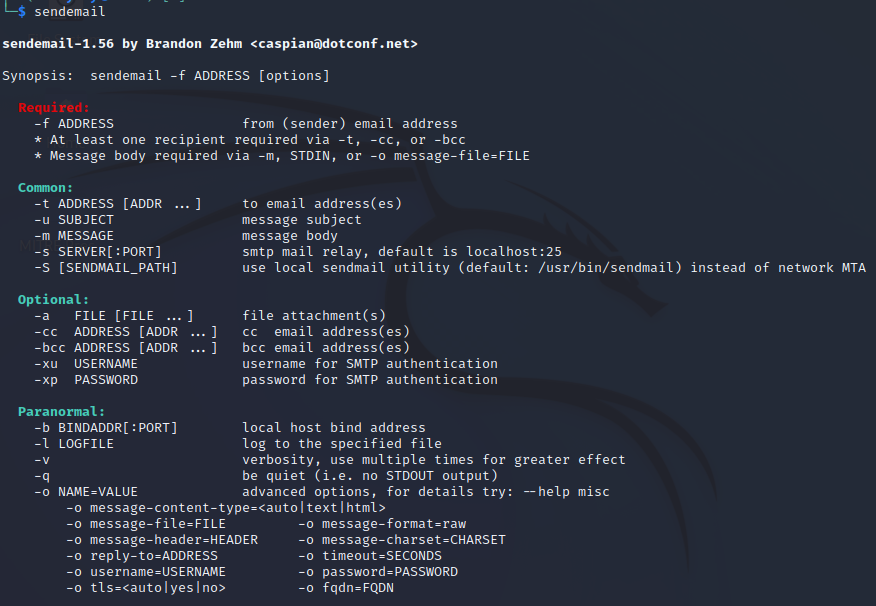 └─$ sendemail
sendemail-1.56 by Brandon Zehm <caspian@dotconf.net>
Synopsis:  sendemail -f ADDRESS [options]
Required:
-f ADDRESS                from (sender) email address
* At least one recipient required via -t, -cc, or -bcc
* Message body required via -m, STDIN, or -o message-file=FILE
Common:
-t ADDRESS [ADDR ...]     to email address(es)
-u SUBJECT                message subject
-m MESSAGE                message body
-s SERVER[:PORT]          smtp mail relay, default is localhost:25
-S [SENDMAIL_PATH]        use local sendmail utility (default: /usr/bin/sendmail) instead of network MTA
Optional:
-a   FILE [FILE ...]      file attachment(s)
-cc  ADDRESS [ADDR ...]   cc  email address(es)
-bcc ADDRESS [ADDR ...]   bcc email address(es)
-xu  USERNAME             username for SMTP authentication
-xp  PASSWORD             password for SMTP authentication
Paranormal:
-b BINDADDR[:PORT]        local host bind address
-l LOGFILE                log to the specified file
-v                        verbosity, use multiple times for greater effect
-q                        be quiet (i.e. no STDOUT output)
-o NAME=VALUE             advanced options, for details try: --help misc
-o message-content-type=<auto|text|html>
-o message-file=FILE         -o message-format=raw
-o message-header=HEADER     -o message-charset=CHARSET
-o reply-to=ADDRESS          -o timeout=SECONDS
-o username=USERNAME         -o password=PASSWORD
-o tls=<auto|yes|no>         -o fqdn=FQDN